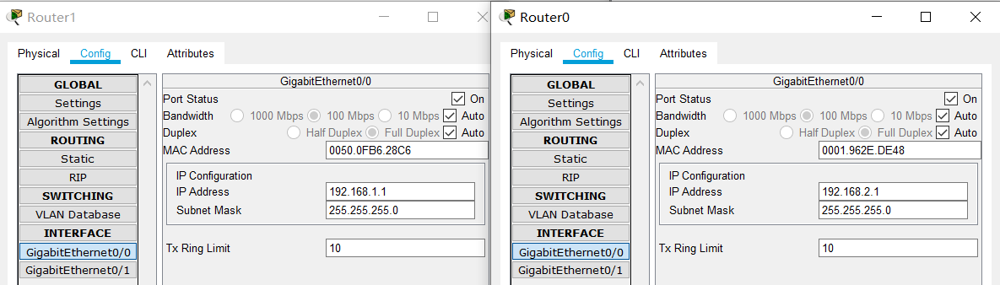 Router1
Physical Config CLI Attributes
GLOBAL
Settings
Algorithm Settings
ROUTING
Static
RIP
SWITCHING
VLAN Database
INTERFACE
GigabitEthernet0/0
GigabitEthernet0/1
GigabitEthernet0/0
Port Status On
Bandwidth 1000 Mbps 100 Mbps 10 Mbps Auto
Duplex Half Duplex Full Duplex Auto
MAC Address 0050.0FB6.28C6
IP Configuration
IP Address 192.168.1.1
Subnet Mask 255.255.255.0
Tx Ring Limit 10
Router0
Physical Config CLI Attributes
GLOBAL
Settings
Algorithm Settings
ROUTING
Static
RIP
SWITCHING
VLAN Database
INTERFACE
GigabitEthernet0/0
GigabitEthernet0/1
GigabitEthernet0/0
Port Status On
Bandwidth 1000 Mbps 100 Mbps 10 Mbps Auto
Duplex Half Duplex Full Duplex Auto
MAC Address 0001.962E.DE48
IP Configuration
IP Address 192.168.2.1
Subnet Mask 255.255.255.0
Tx Ring Limit 10